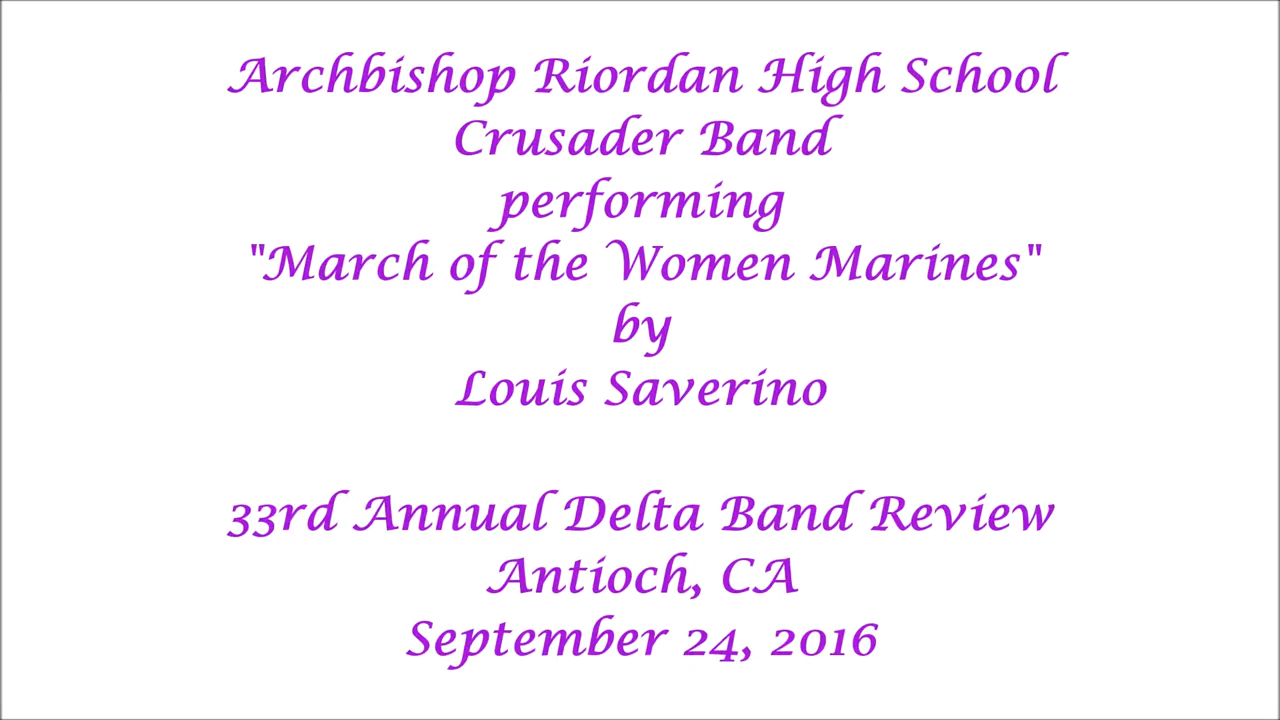 Archbishop Riordan High School
Crusader Band
performing
"March of the Women Marines"
by
Louis Saverino
33rd Annual Delta Band Review
Antioch, CA
September 24, 2016